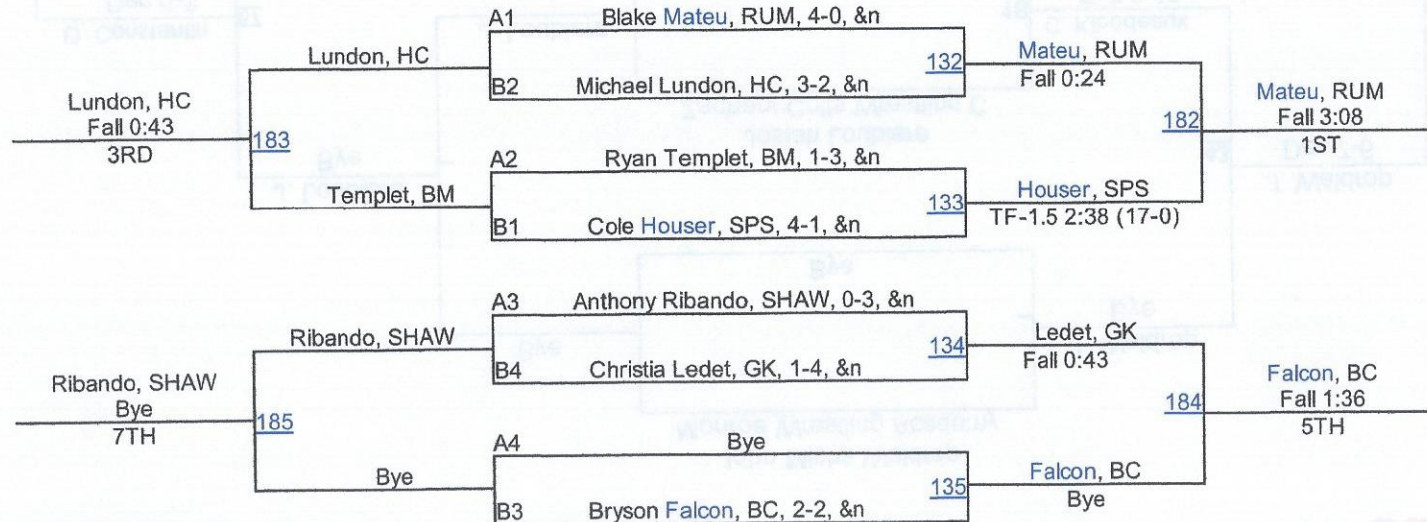 A1 Blake Mateu, RUM, 4-0, &n
Lundon, HC 132 Mateu, RUM
B2 Michael Lundon, HC, 3-2, &n Fall 0:24
Lundon, HC Mateu, RUM
Fall 0:43 183 182 Fall 3:08
3RD 1ST
A2 Ryan Templet, BM, 1-3, &n
Templet, BM 133 Houser, SPS
B1 Cole Houser, SPS, 4-1, &n TF-1.5 2:38 (17-0)
A3 Anthony Ribando, SHAW, 0-3, &n
Ribando, SHAW 134 Ledet, GK
B4 Christia Ledet, GK, 1-4, &n Fall 0:43
Ribando, SHAW Falcon, BC
Bye 185 184 Fall 1:36
7TH 5TH
A4 Bye
Bye 135 Falcon, BC
B3 Bryson Falcon, BC, 2-2, &n Bye